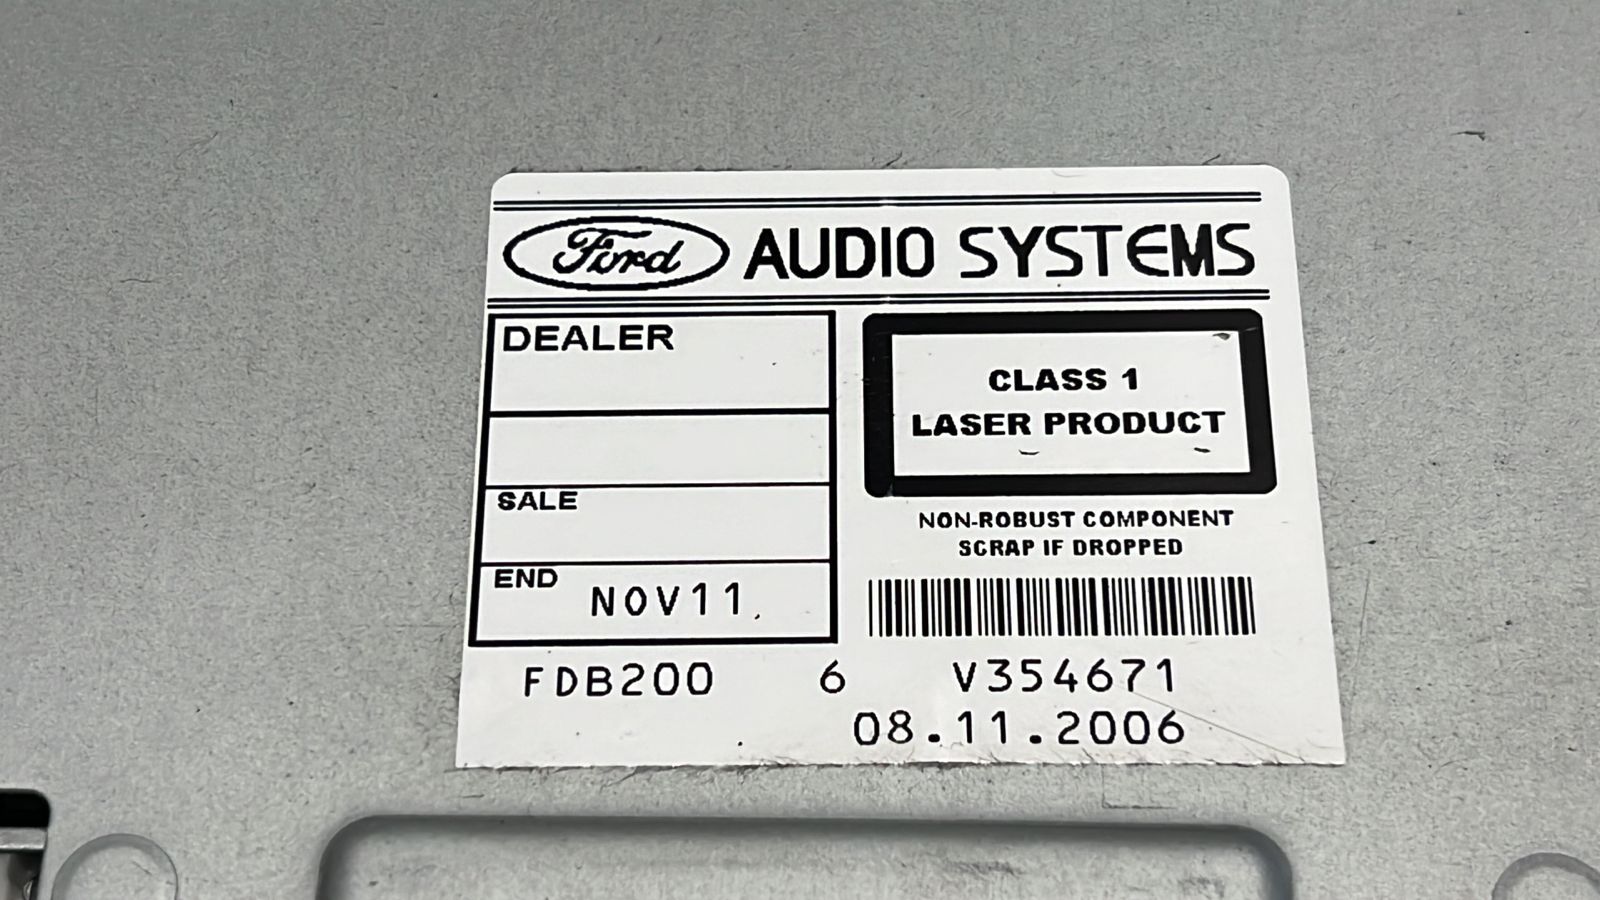 Ford AUDIO SYSTEMS
DEALER
SALE
END NOV11
CLASS 1
LASER PRODUCT
NON-ROBUST COMPONENT
SCRAP IF DROPPED
FDB200 6 V354671
08.11.2006